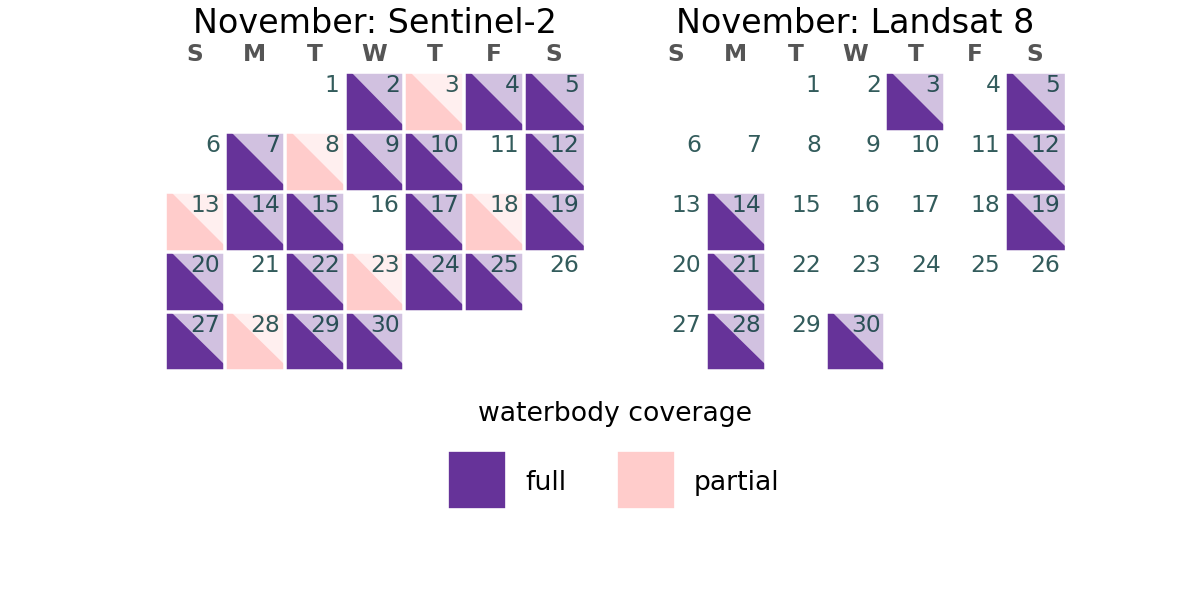 November: Sentinel-2
S M T W T F S
1 2 3 4 5
6 7 8 9 10 11 12
13 14 15 16 17 18 19
20 21 22 23 24 25 26
27 28 29 30
November: Landsat 8
S M T W T F S
1 2 3 4 5
6 7 8 9 10 11 12
13 14 15 16 17 18 19
20 21 22 23 24 25 26
27 28 29 30
waterbody coverage
full partial